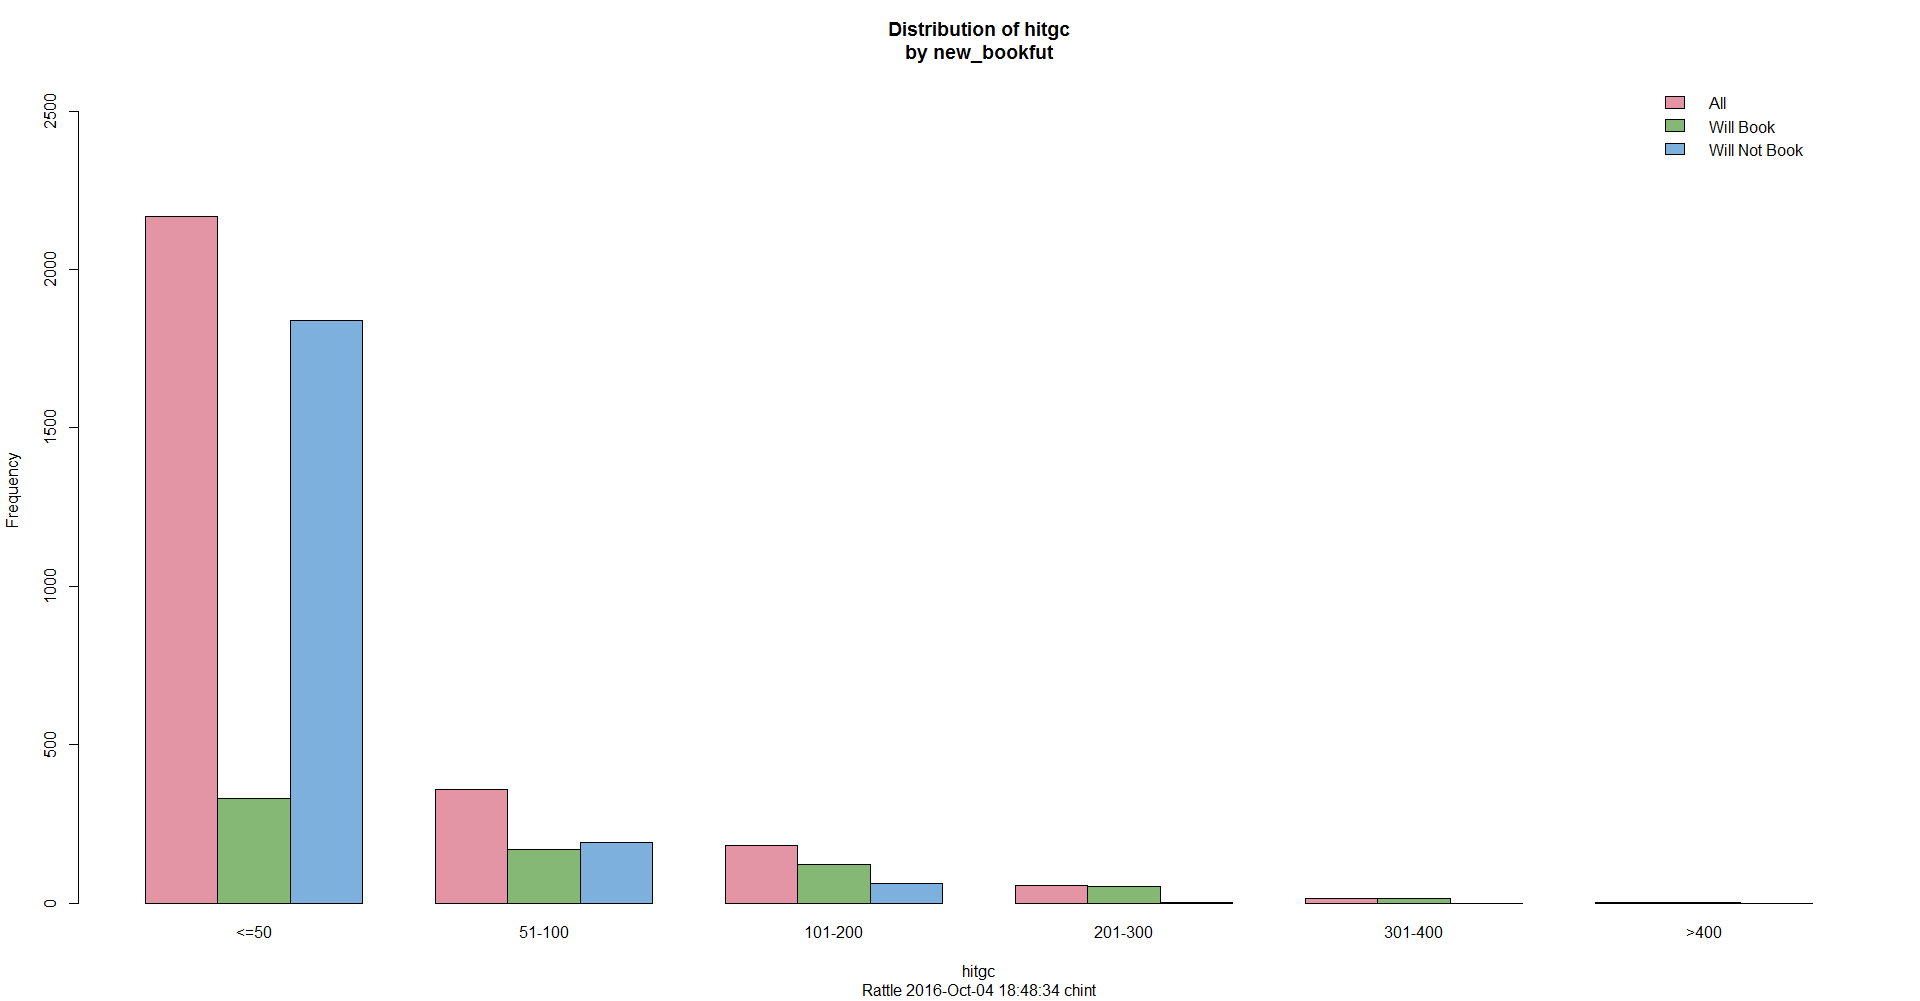 Distribution of hitgc
by new_bookfut
All
Will Book
Will Not Book
2500
2000
1500
1000
500
0
Frequency
<=50 51-100 101-200 201-300 301-400 >400
hitgc
Rattle 2016-Oct-04 18:48:34 chint